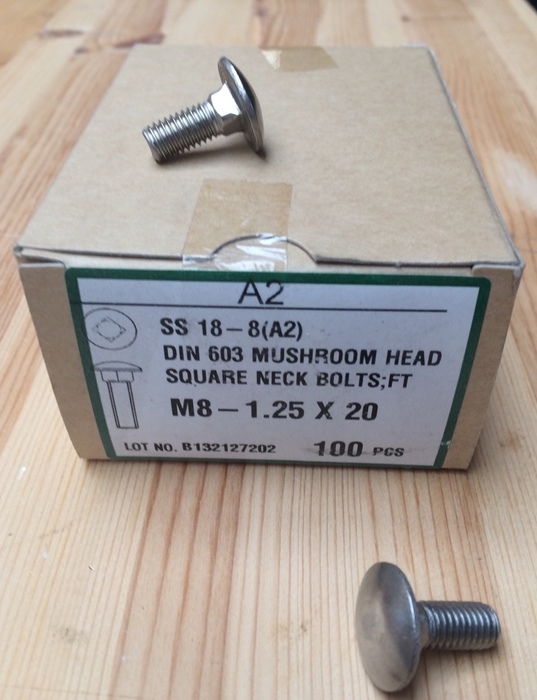 A2
SS 18-8(A2)
DIN 603 MUSHROOM HEAD
SQUARE NECK BOLTS;FT
M8-1.25 X 20
LOT NO. B132127202 100 PCS